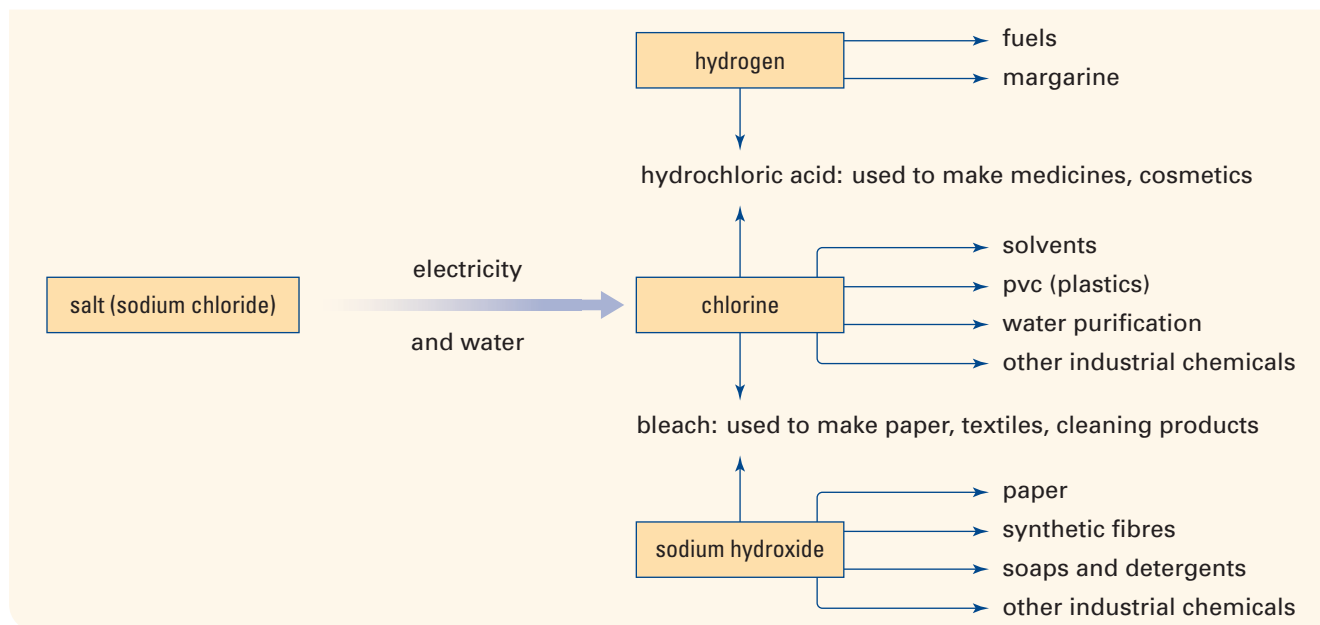 hydrogen
fuels
margarine
hydrochloric acid: used to make medicines, cosmetics
salt (sodium chloride)
electricity
and water
chlorine
solvents
pvc (plastics)
water purification
other industrial chemicals
bleach: used to make paper, textiles, cleaning products
sodium hydroxide
paper
synthetic fibres
soaps and detergents
other industrial chemicals